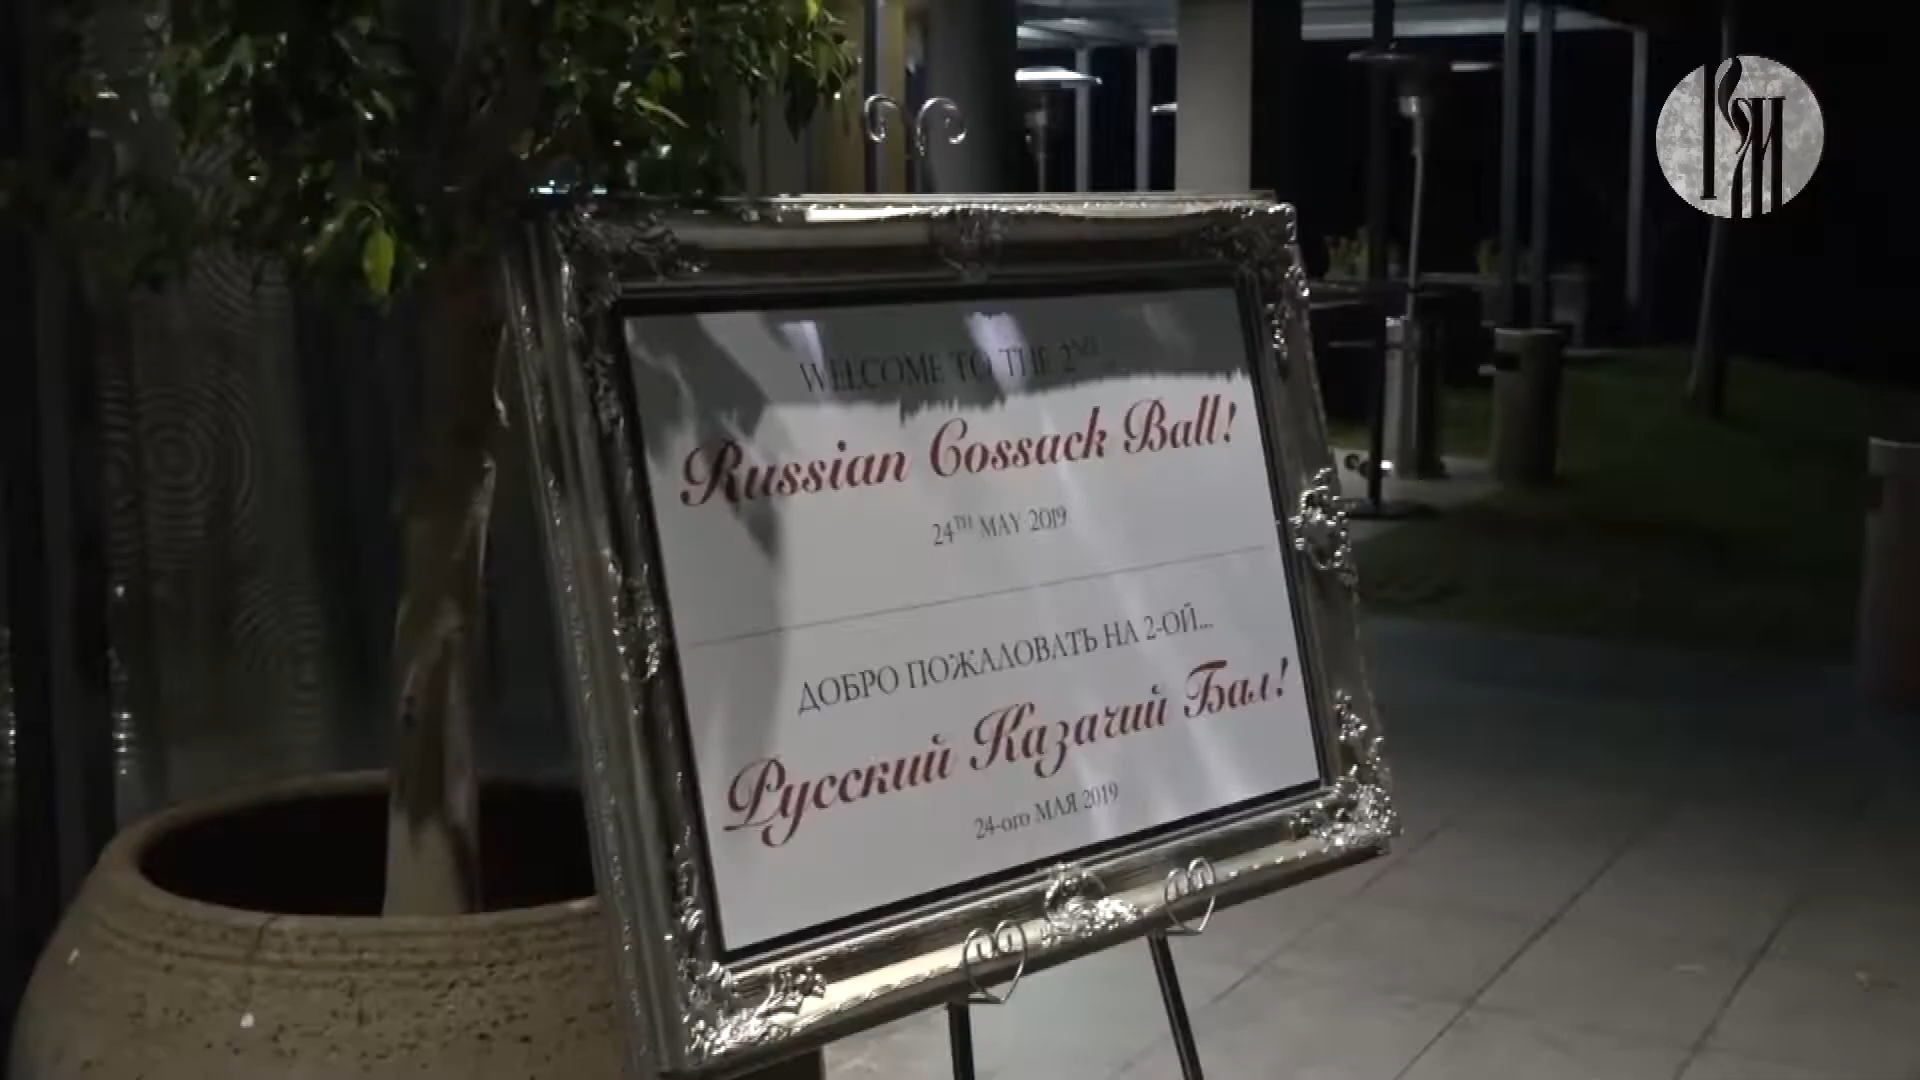 WELCOME TO THE 2ND...
Russian Cossack Ball!
24TH MAY 2019
ДОБРО ПОЖАЛОВАТЬ НА 2-ОЙ...
Русский Казачий Бал!
24-ого МАЯ 2019